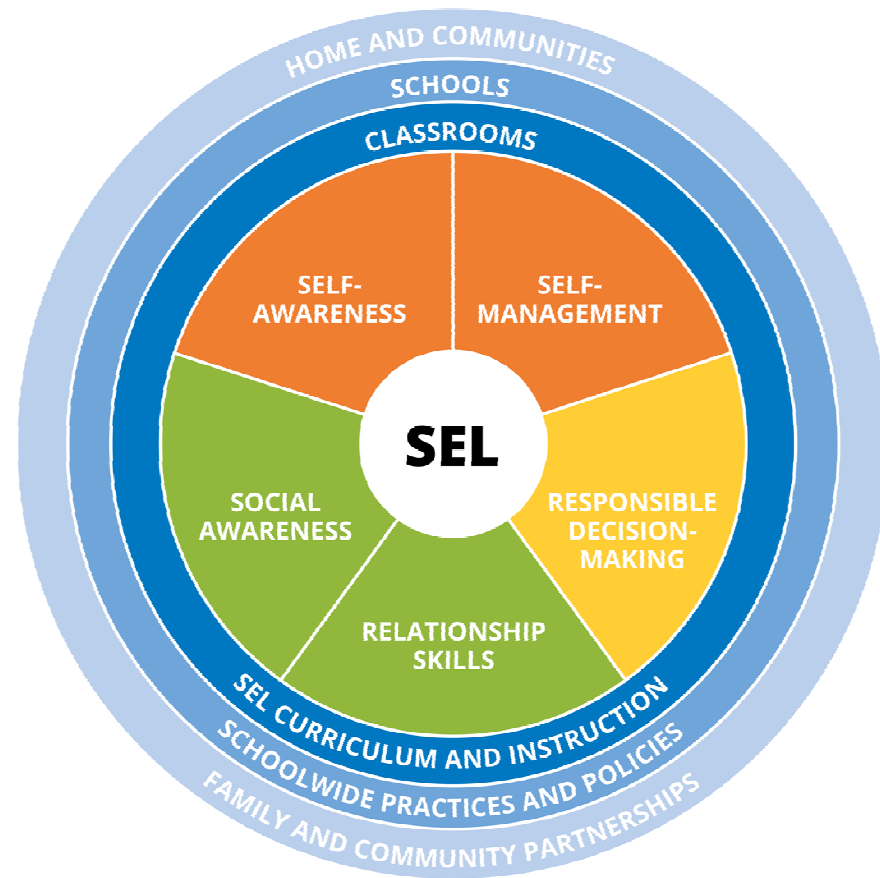 HOME AND COMMUNITIES
SCHOOLS
CLASSROOMS
SELF-
AWARENESS
SELF-
MANAGEMENT
SEL
SOCIAL
AWARENESS
RESPONSIBLE
DECISION-
MAKING
RELATIONSHIP
SKILLS
SEL CURRICULUM AND INSTRUCTION
SCHOOLWIDE PRACTICES AND POLICIES
FAMILY AND COMMUNITY PARTNERSHIPS